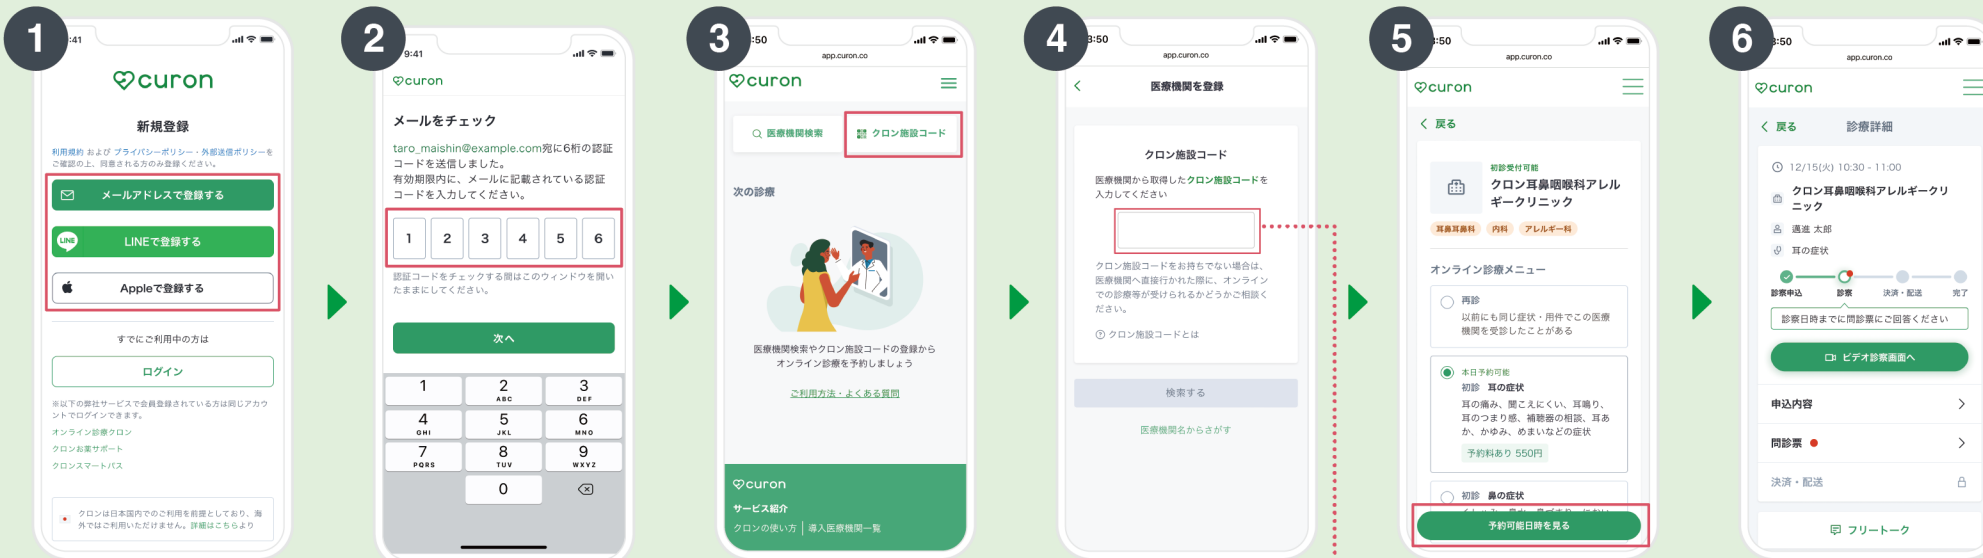 1
:41
curon
新規登録
利用規約 および プライバシーポリシー・外部送信ポリシーを
ご確認の上、同意される方のみ登録ください。
メールアドレスで登録する
LINE
LINEで登録する
Appleで登録する
すでにご利用中の方は
ログイン
※以下の弊社サービスで会員登録されている方は同じアカウ
ントでログインできます。
オンライン診療クロン
クロンお薬サポート
クロンスマートパス
クロンは日本国内でのご利用を前提としており、海
外ではご利用いただけません。詳細はこちらより
2
9:41
curon
メールをチェック
taro_maishin@example.com宛に6桁の認証
コードを送信しました。
有効期限内に、メールに記載されている認証
コードを入力してください。
1 2 3 4 5 6
認証コードをチェックする間はこのウィンドウを開い
たままにしてください。
次へ
1 2 3
ABC DEF
4 5 6
GHI JKL MNO
7 8 9
PQRS TUV WXYZ
0
3
:50
app.curon.co
curon
医療機関検索 クロン施設コード
次の診療
医療機関検索やクロン施設コードの登録から
オンライン診療を予約しましょう
ご利用方法・よくある質問
curon
サービス紹介
クロンの使い方 | 導入医療機関一覧
4
3:50
app.curon.co
医療機関を登録
クロン施設コード
医療機関から取得したクロン施設コードを
入力してください
クロン施設コードをお持ちでない場合は、
医療機関へ直接行かれた際に、オンライン
での診療等が受けられるかどうかご相談く
ださい。
クロン施設コードとは
検索する
医療機関名からさがす
5
:50
app.curon.co
curon
戻る
初診受付可能
クロン耳鼻咽喉科アレル
ギークリニック
耳鼻耳鼻科 内科 アレルギー科
オンライン診療メニュー
再診
以前にも同じ症状・用件でこの医療
機関を受診したことがある
本日予約可能
初診 耳の症状
耳の痛み、聞こえにくい、耳鳴り、
耳のつまり感、補聴器の相談、耳あ
か、かゆみ、めまいなどの症状
予約料あり 550円
初診 鼻の症状
予約可能日時を見る
6
3:50
app.curon.co
curon
戻る 診療詳細
12/15(火) 10:30 - 11:00
クロン耳鼻咽喉科アレルギークリ
ニック
邁進 太郎
耳の症状
診察申込 診察 決済・配送 完了
診察日時までに問診票にご回答ください
ビデオ診察画面へ
申込内容
問診票
決済・配送
フリートーク